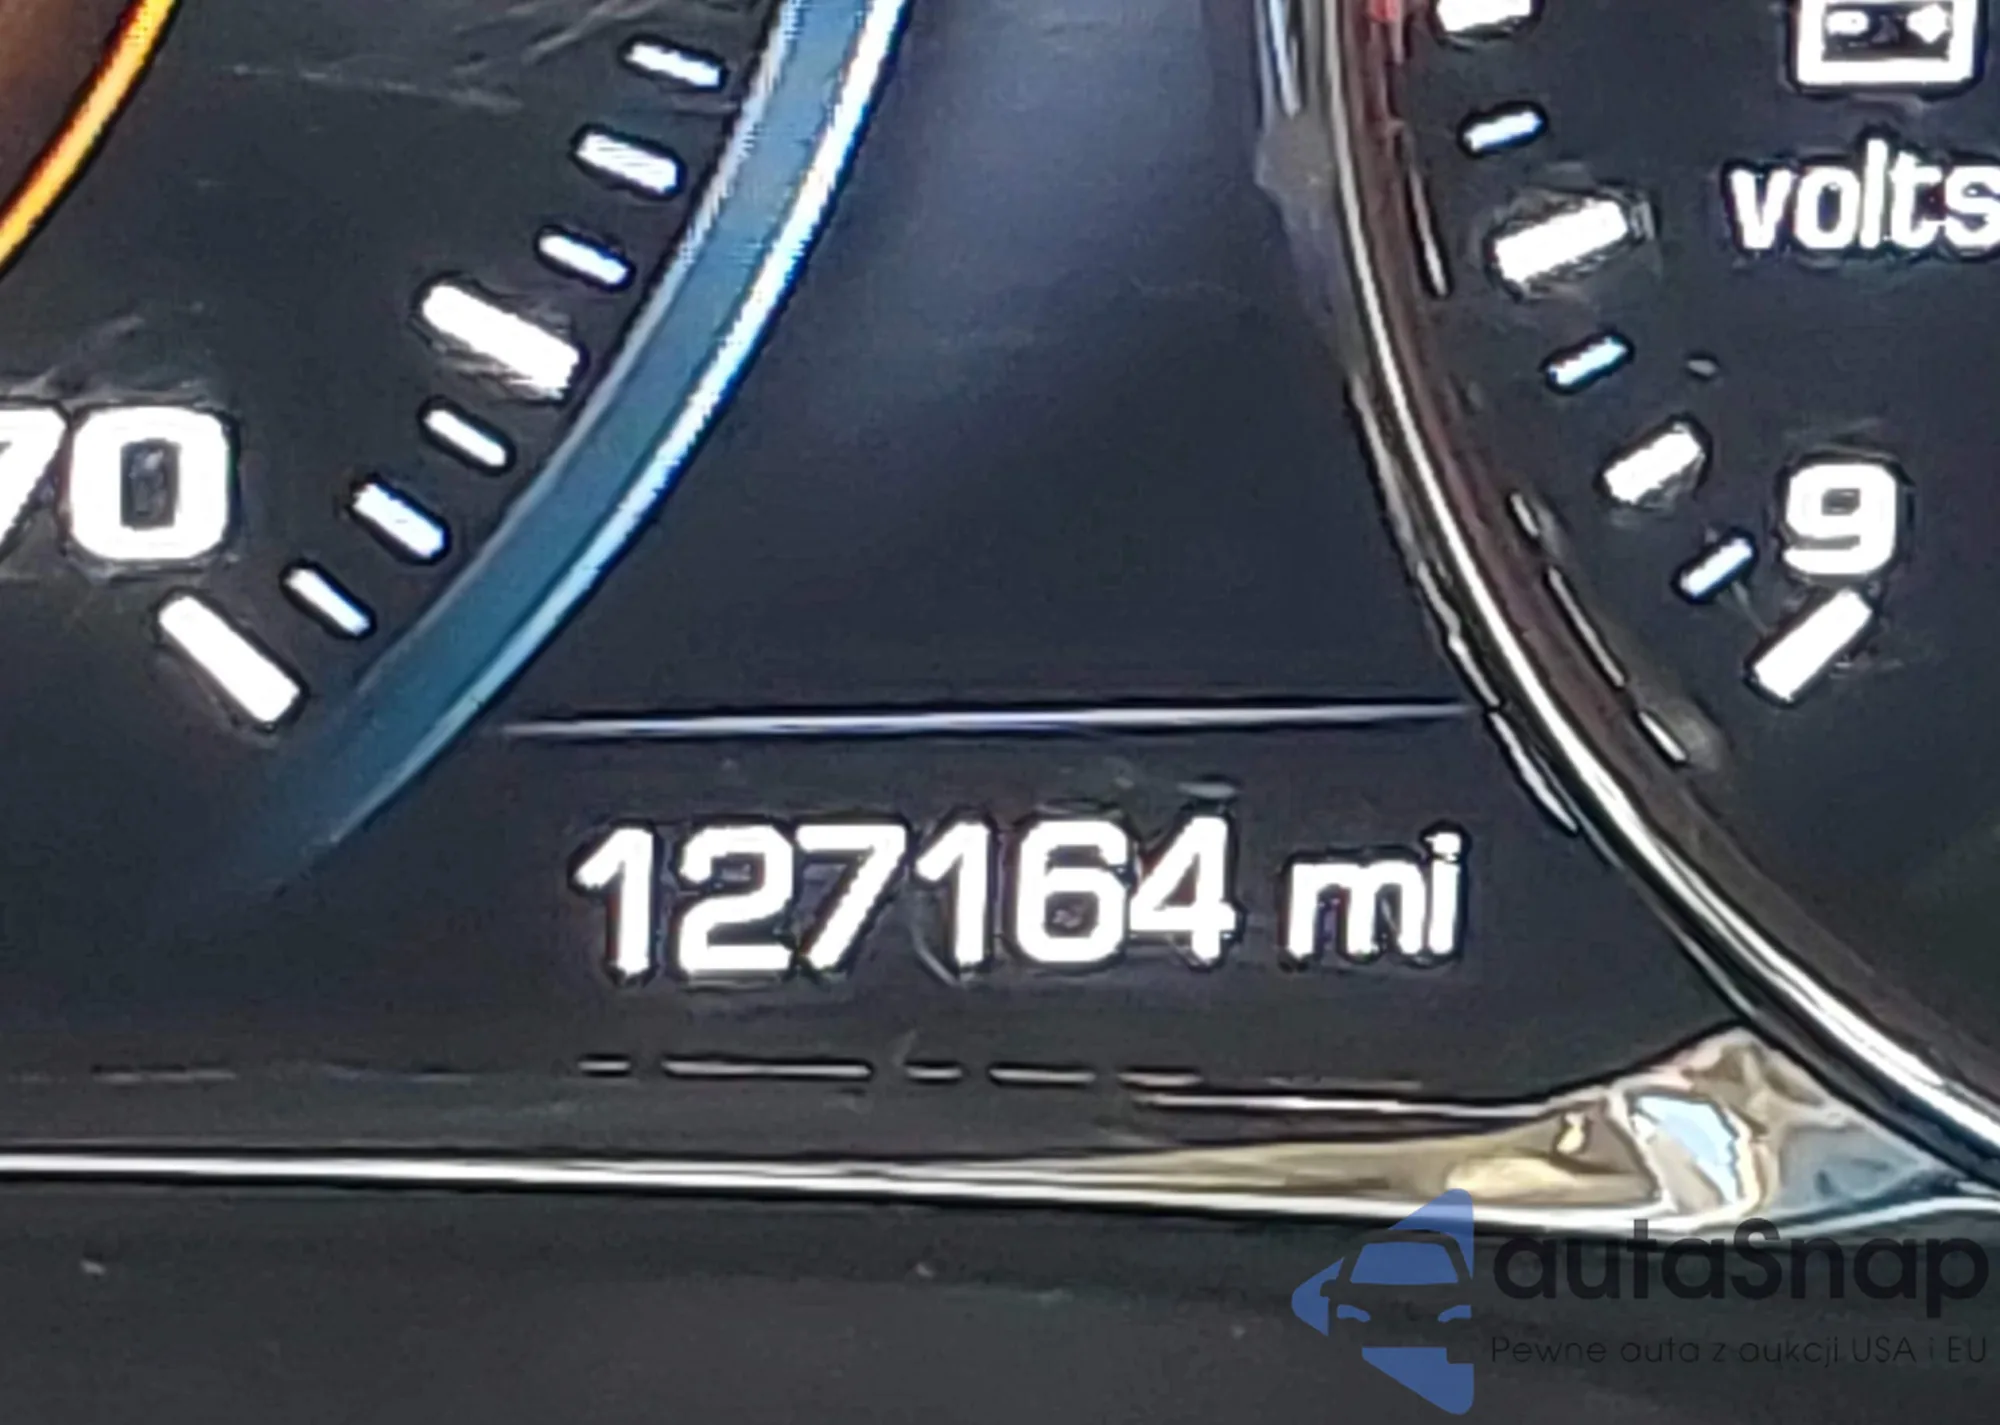 volts
70
9
127164 mi
autaSnap
Pewne auta z aukcji USA i EU